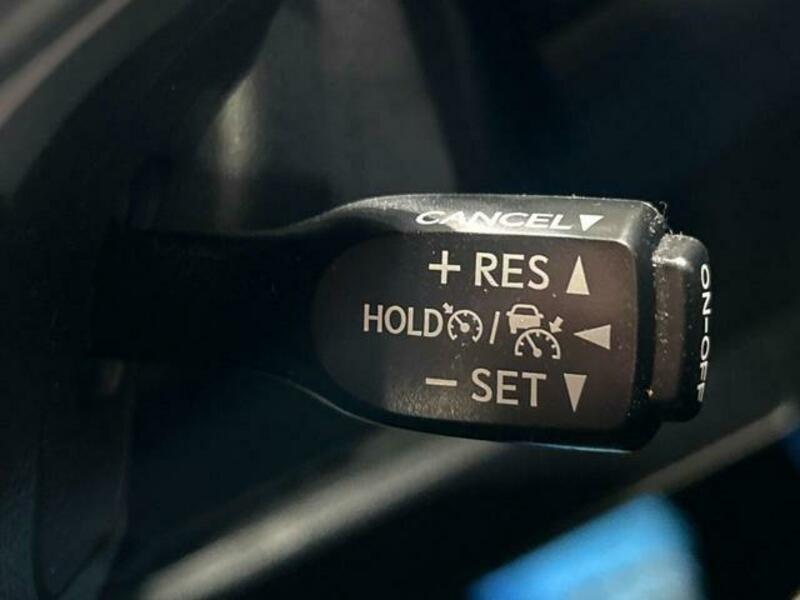 CANCEL▼
+ RES ▲
HOLD / ◀
− SET ▼
ON-OFF